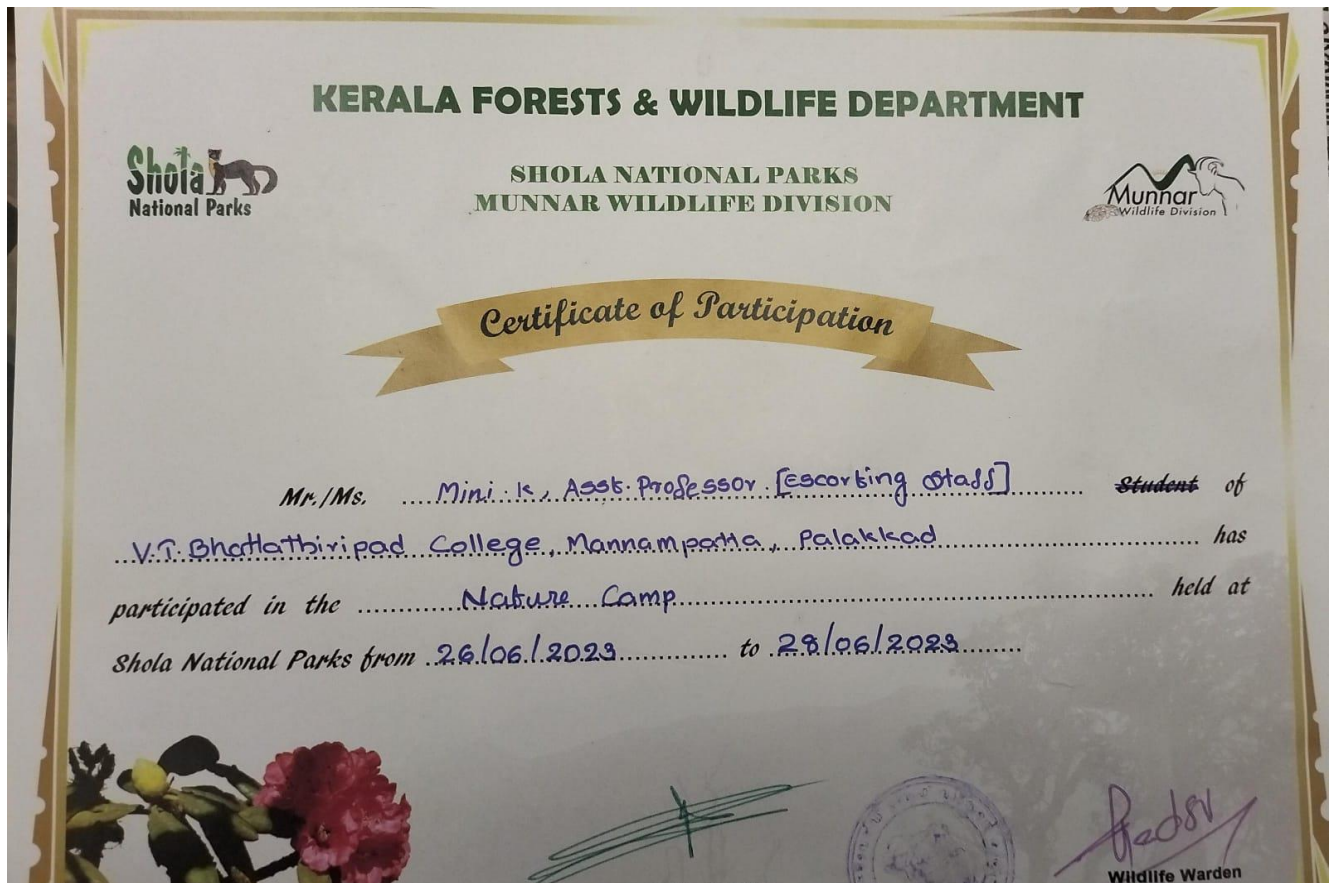 KERALA FORESTS & WILDLIFE DEPARTMENT
Shola
National Parks
SHOLA NATIONAL PARKS
MUNNAR WILDLIFE DIVISION
Munnar
Wildlife Division
Certificate of Participation
Mr./Ms. Mini. K, Asst. Professor. [Escorting Staff] Student of
V.T. Bhattathiripad College, Mannampatta, Palakkad has
participated in the Nature Camp held at
Shola National Parks from 26/06/2023 to 28/06/2023
Wildlife Warden